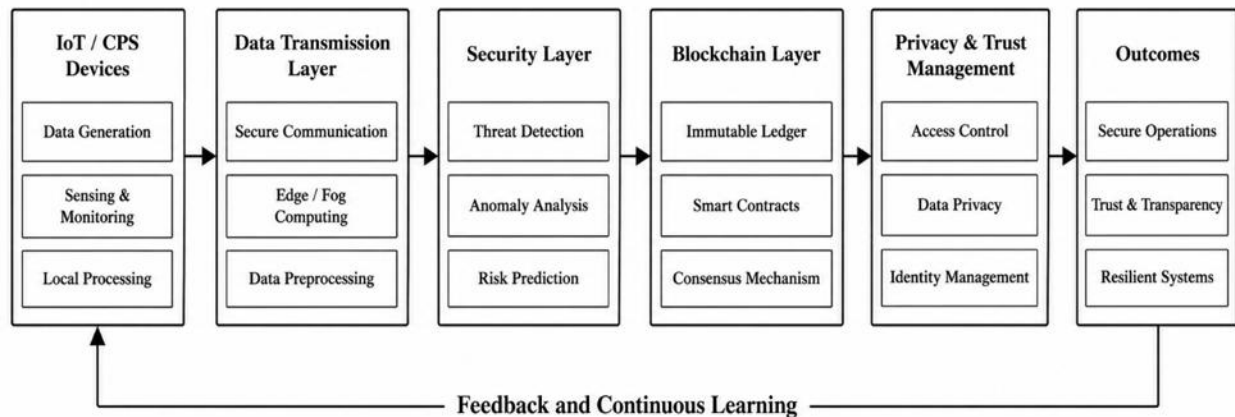 IoT / CPS
Devices
Data Generation
Sensing &
Monitoring
Local Processing
Data Transmission
Layer
Secure Communication
Edge / Fog
Computing
Data Preprocessing
Security Layer
Threat Detection
Anomaly Analysis
Risk Prediction
Blockchain Layer
Immutable Ledger
Smart Contracts
Consensus Mechanism
Privacy & Trust
Management
Access Control
Data Privacy
Identity Management
Outcomes
Secure Operations
Trust & Transparency
Resilient Systems
Feedback and Continuous Learning